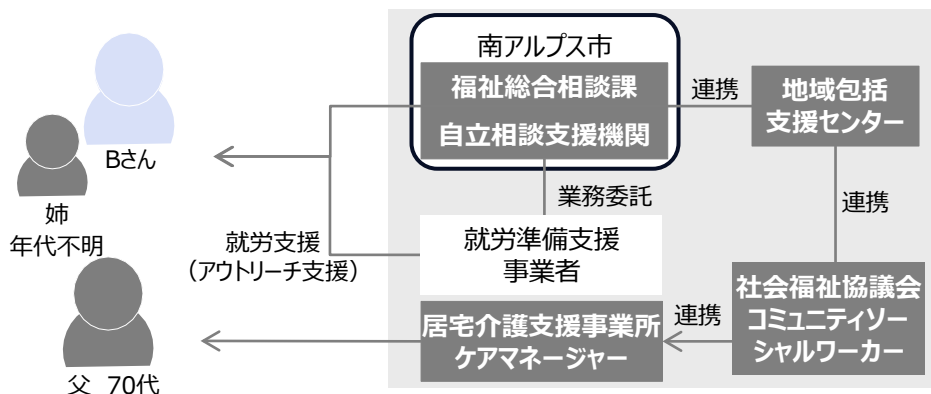 南アルプス市
福祉総合相談課
自立相談支援機関
連携
地域包括
支援センター
Bさん
姉
年代不明
業務委託
連携
就労支援
（アウトリーチ支援）
就労準備支援
事業者
社会福祉協議会
コミュニティソー
シャルワーカー
連携
居宅介護支援事業所
ケアマネージャー
父 70代